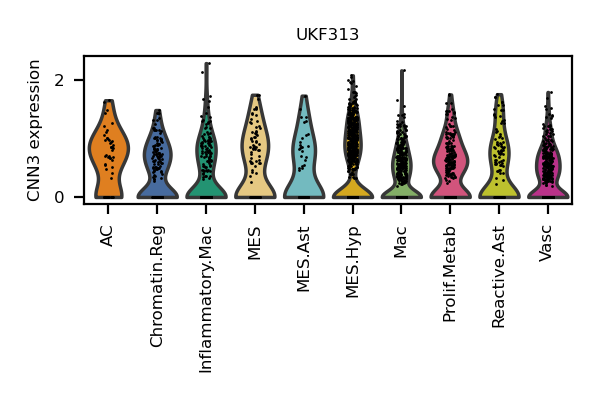 UKF313
CNN3 expression
2
0
AC
Chromatin.Reg
Inflammatory.Mac
MES
MES.Ast
MES.Hyp
Mac
Prolif.Metab
Reactive.Ast
Vasc